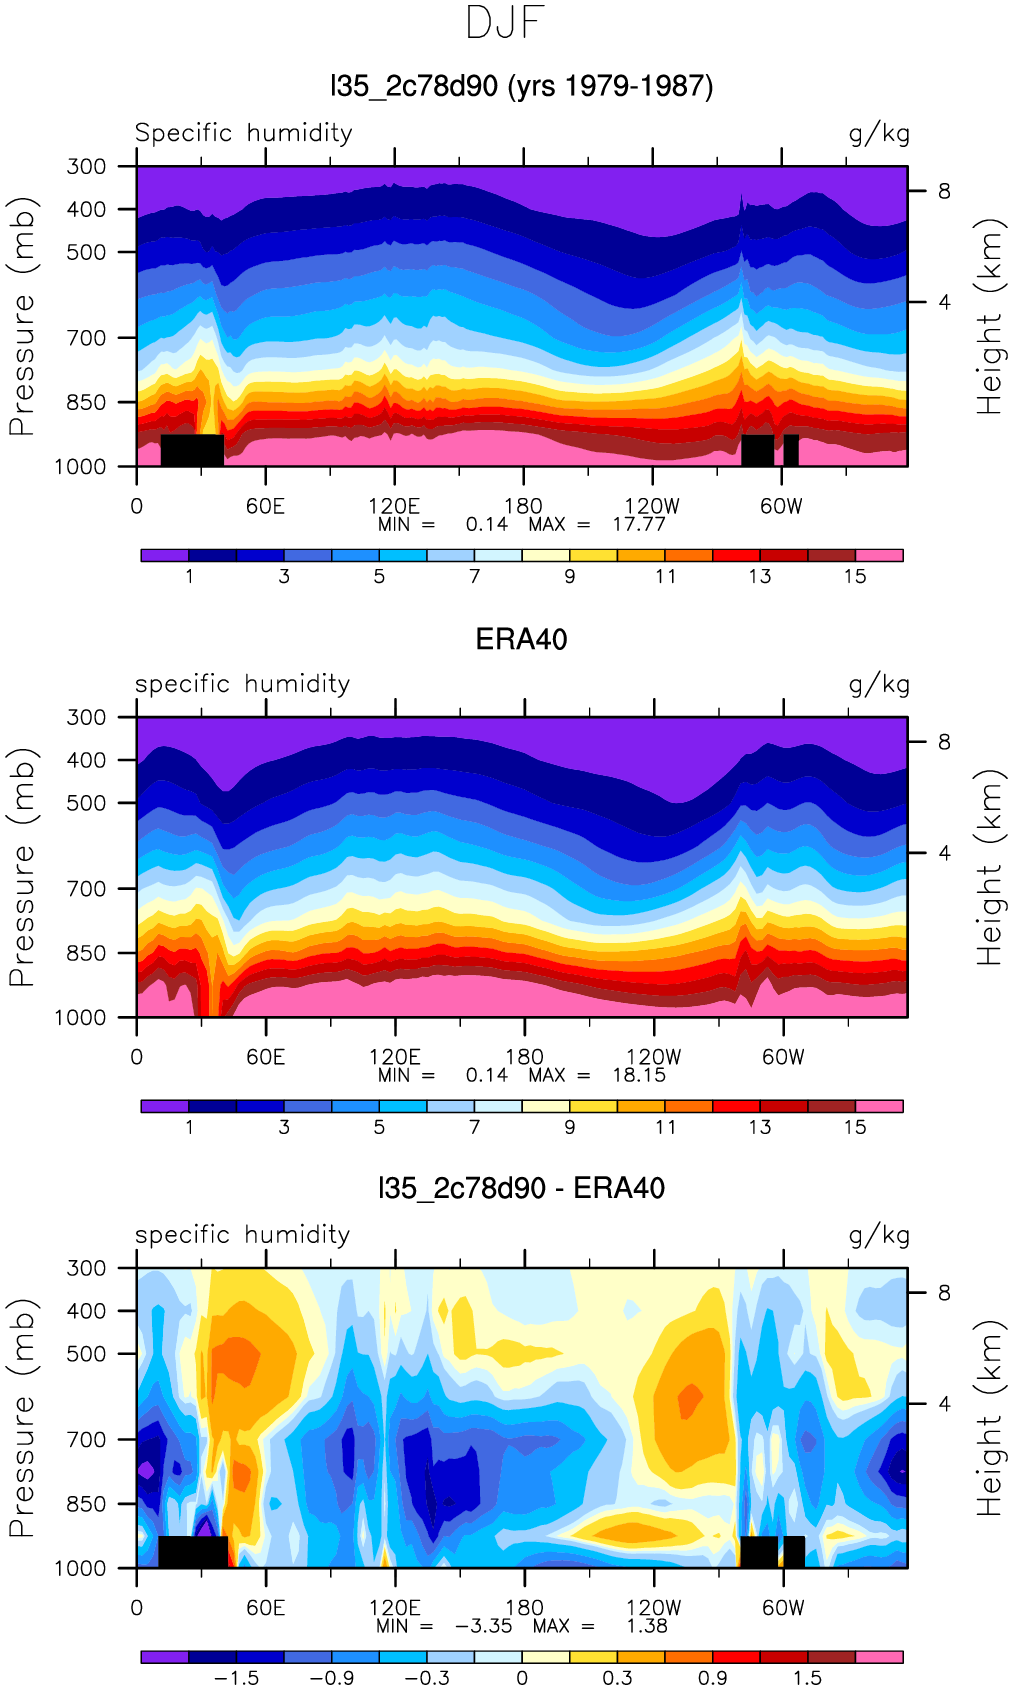 DJF
l35_2c78d90 (yrs 1979-1987)
Specific humidity g/kg
300
400
500
700
850
1000
Pressure (mb)
8
4
Height (km)
0 60E 120E 180 120W 60W
MIN = 0.14 MAX = 17.77
1 3 5 7 9 11 13 15
ERA40
specific humidity g/kg
300
400
500
700
850
1000
Pressure (mb)
8
4
Height (km)
0 60E 120E 180 120W 60W
MIN = 0.14 MAX = 18.15
1 3 5 7 9 11 13 15
l35_2c78d90 - ERA40
specific humidity g/kg
300
400
500
700
850
1000
Pressure (mb)
8
4
Height (km)
0 60E 120E 180 120W 60W
MIN = -3.35 MAX = 1.38
-1.5 -0.9 -0.3 0 0.3 0.9 1.5